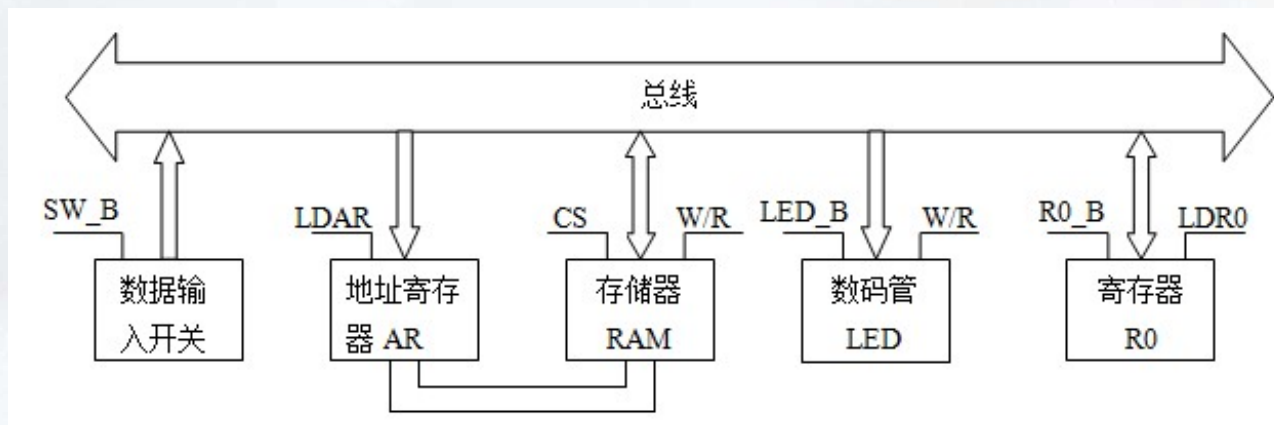 总线
SW_B
LDAR
CS
W/R
LED_B
W/R
R0_B
LDR0
数据输
入开关
地址寄存
器 AR
存储器
RAM
数码管
LED
寄存器
R0